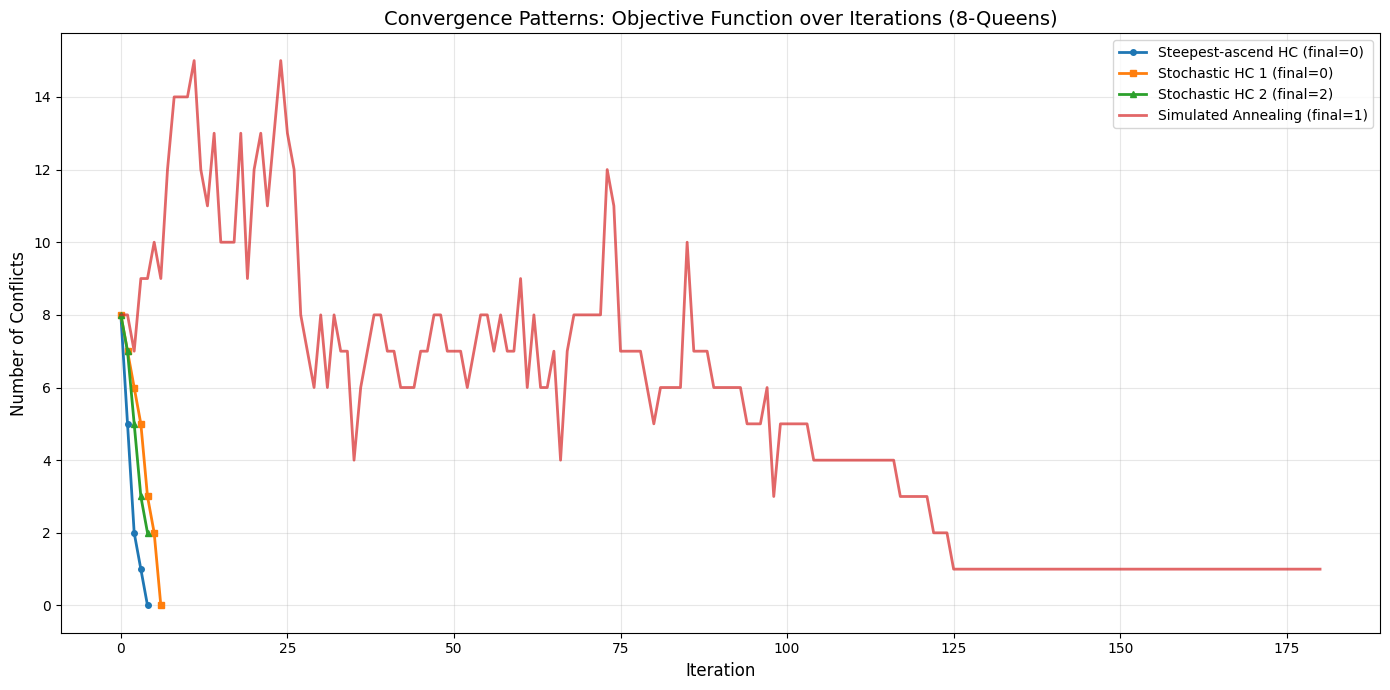 Convergence Patterns: Objective Function over Iterations (8-Queens)
Steepest-ascend HC (final=0)
Stochastic HC 1 (final=0)
Stochastic HC 2 (final=2)
Simulated Annealing (final=1)
Number of Conflicts
14
12
10
8
6
4
2
0
0 25 50 75 100 125 150 175
Iteration